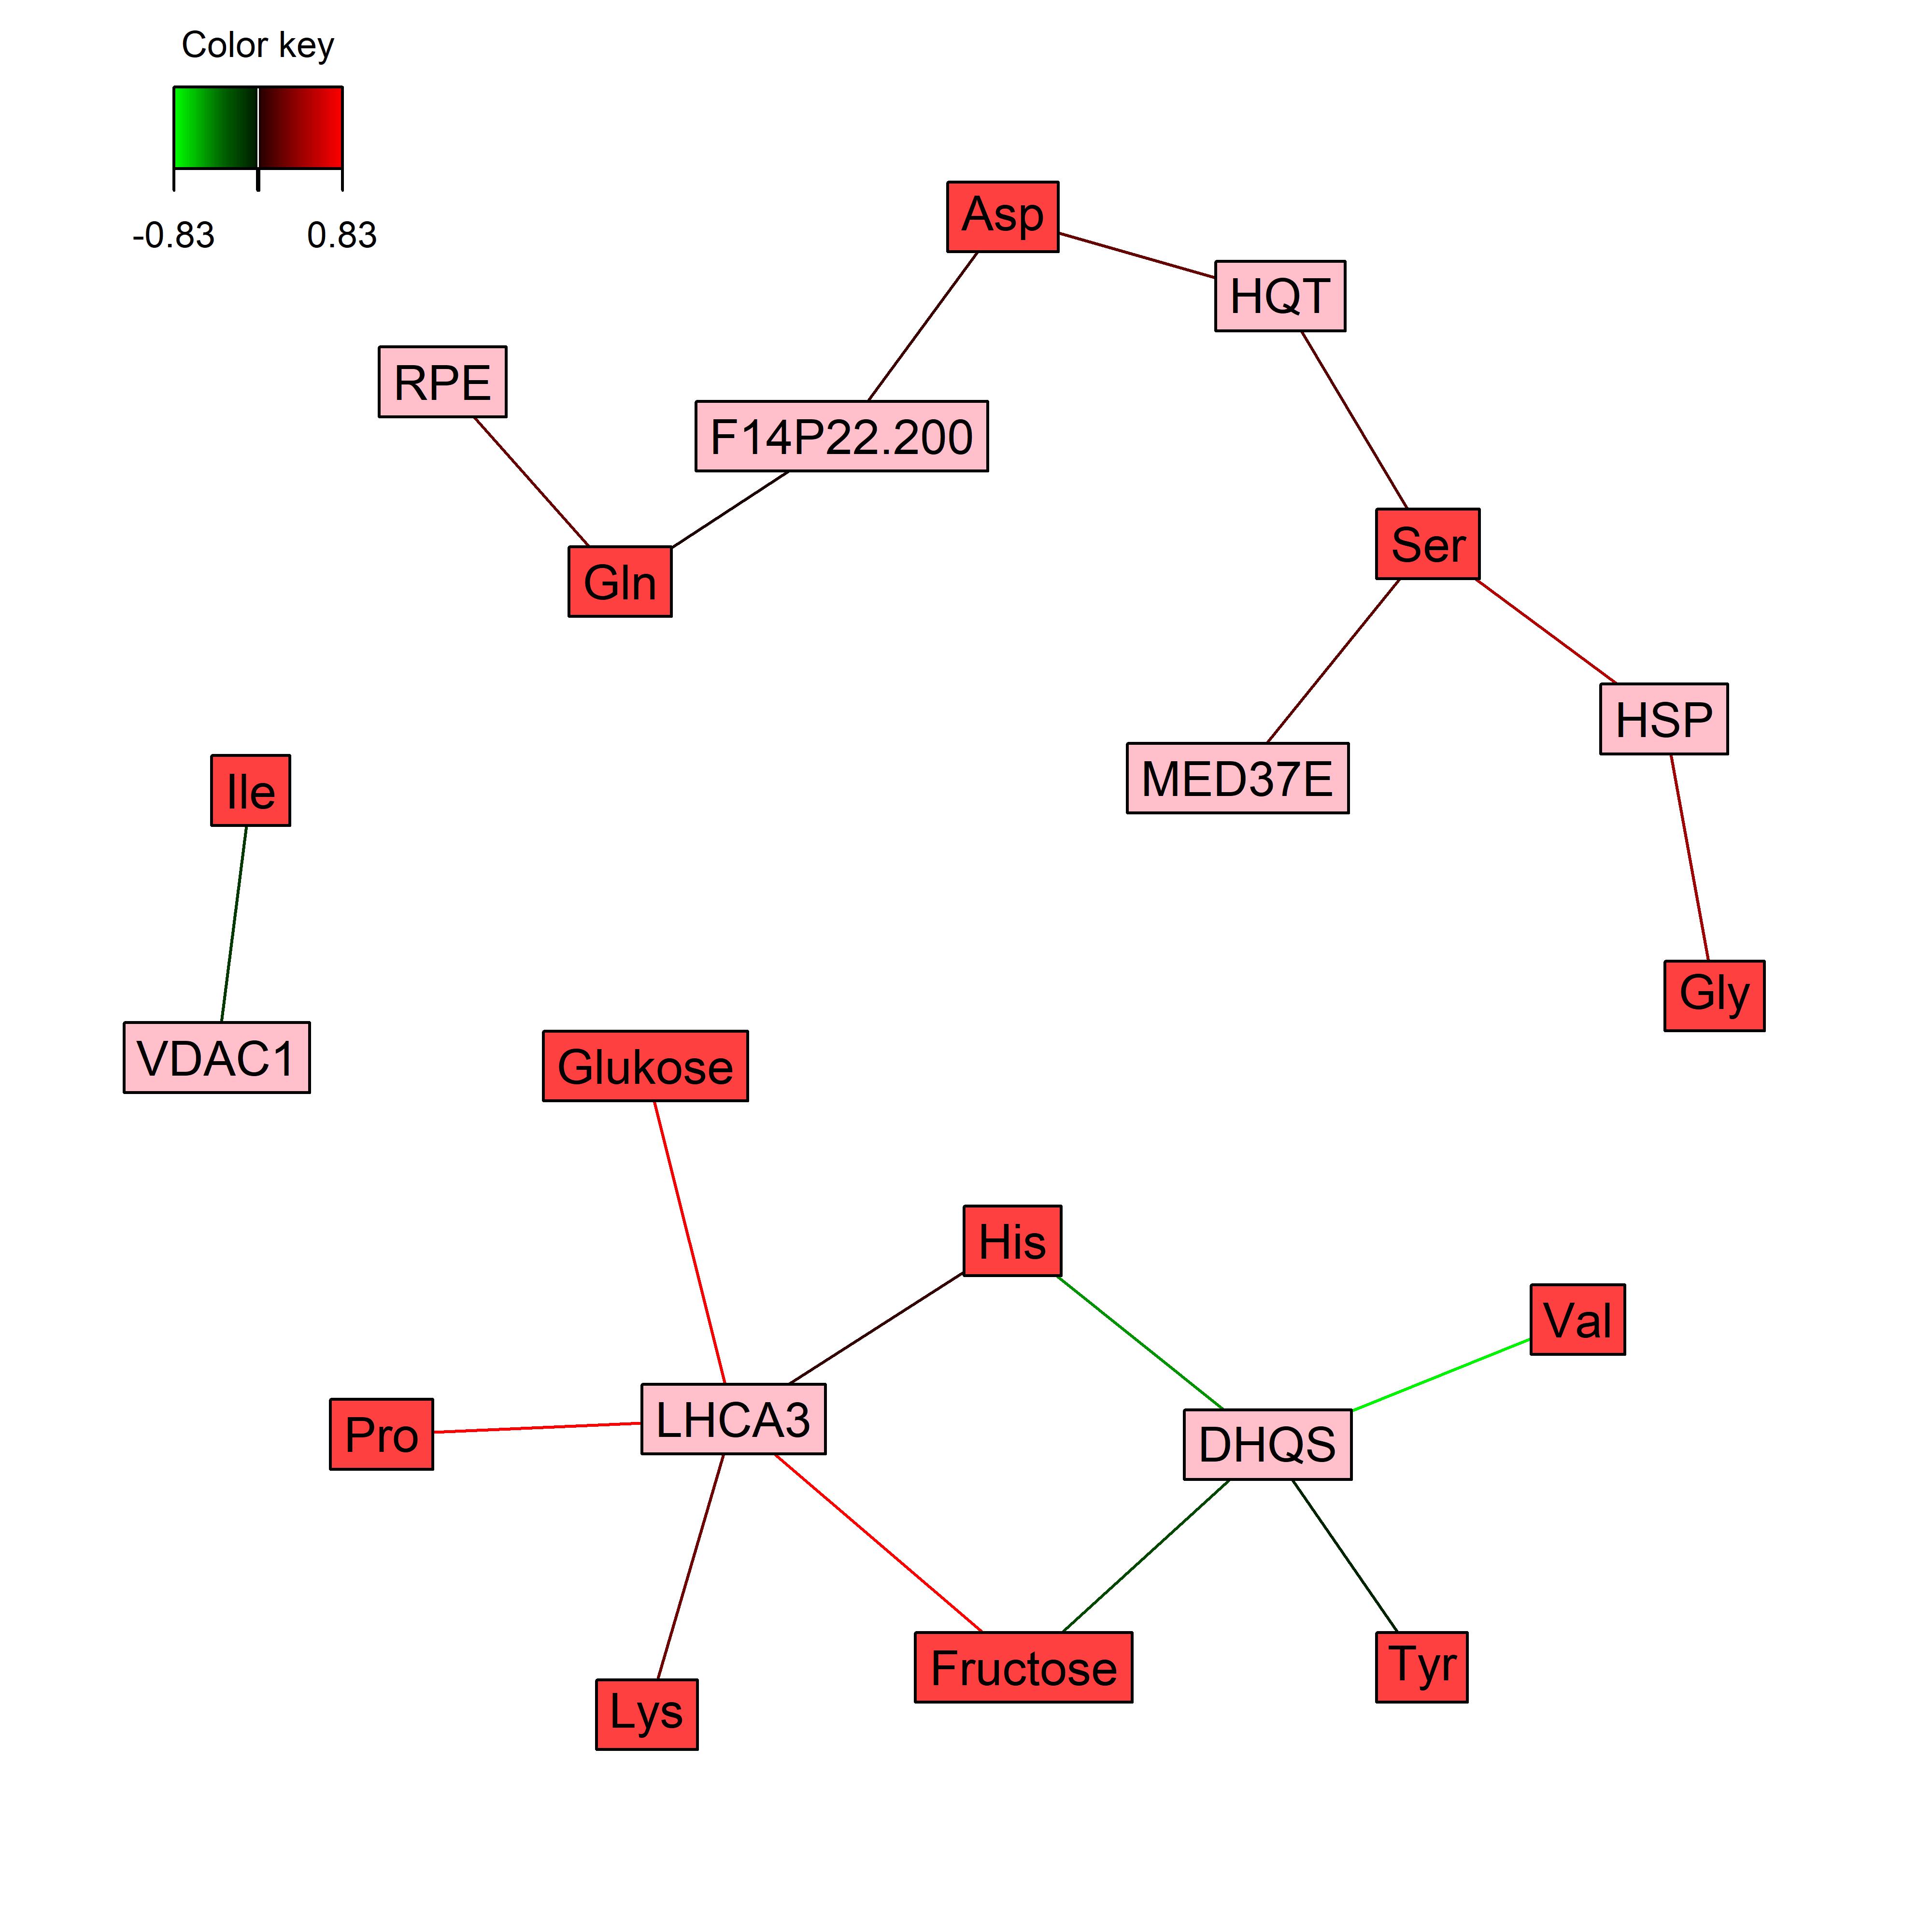 Color key
-0.83 0.83
Asp
HQT
RPE
F14P22.200
Ser
Gln
HSP
MED37E
Ile
Gly
VDAC1
Glukose
His
Val
LHCA3
Pro
DHQS
Fructose
Tyr
Lys